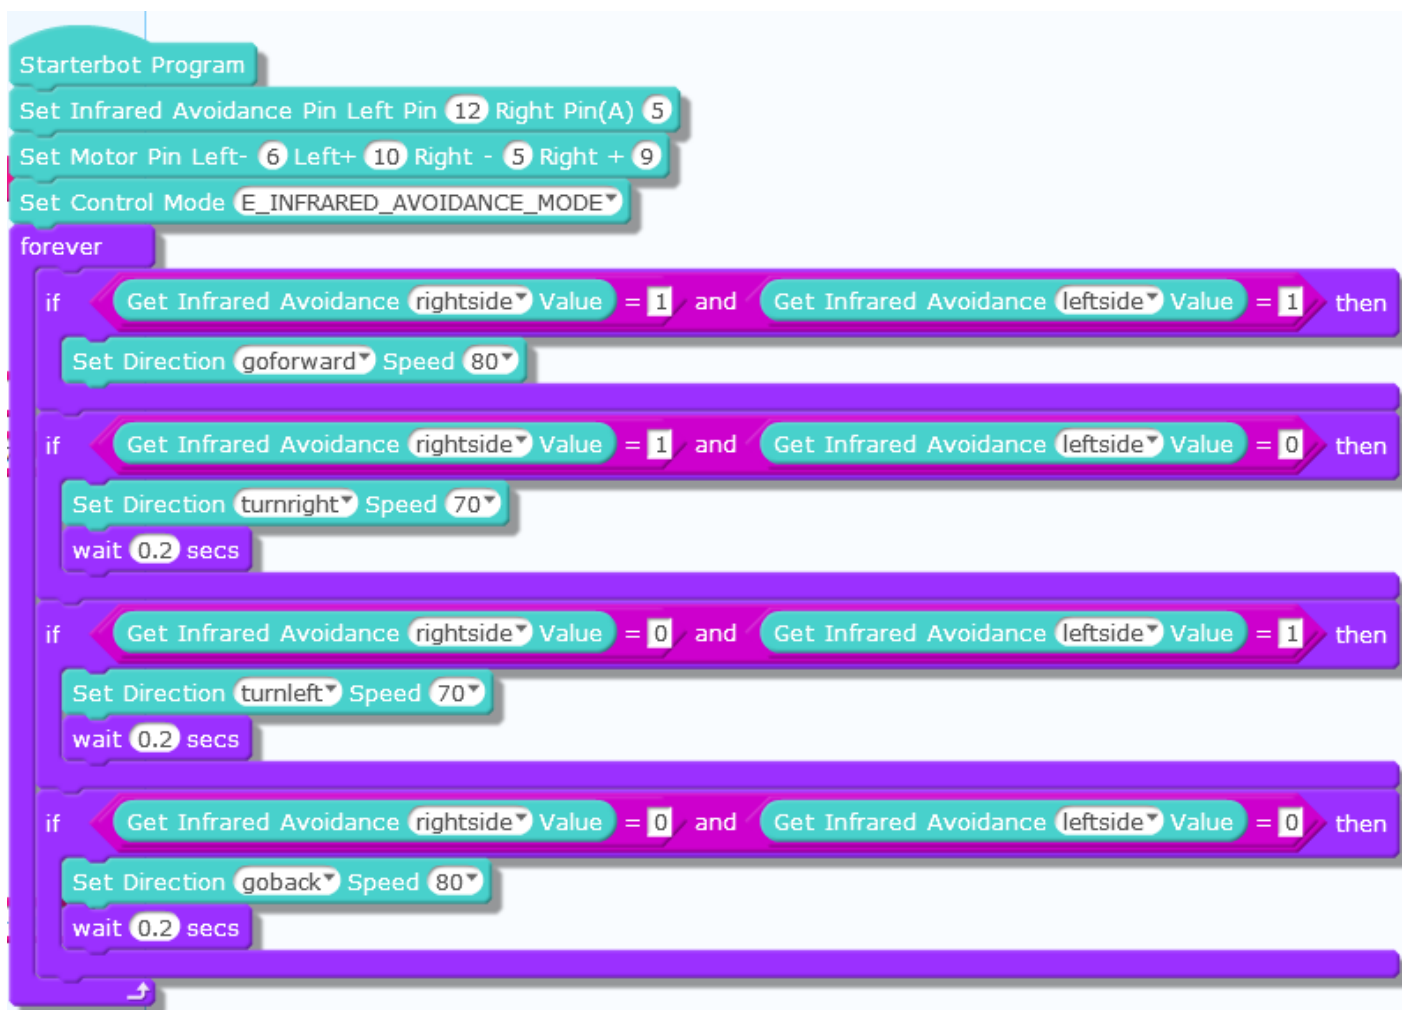 Starterbot Program
Set Infrared Avoidance Pin Left Pin 12 Right Pin(A) 5
Set Motor Pin Left- 6 Left+ 10 Right - 5 Right + 9
Set Control Mode E_INFRARED_AVOIDANCE_MODE
forever
if Get Infrared Avoidance rightside Value = 1 and Get Infrared Avoidance leftside Value = 1 then
Set Direction goforward Speed 80
if Get Infrared Avoidance rightside Value = 1 and Get Infrared Avoidance leftside Value = 0 then
Set Direction turnright Speed 70
wait 0.2 secs
if Get Infrared Avoidance rightside Value = 0 and Get Infrared Avoidance leftside Value = 1 then
Set Direction turnleft Speed 70
wait 0.2 secs
if Get Infrared Avoidance rightside Value = 0 and Get Infrared Avoidance leftside Value = 0 then
Set Direction goback Speed 80
wait 0.2 secs